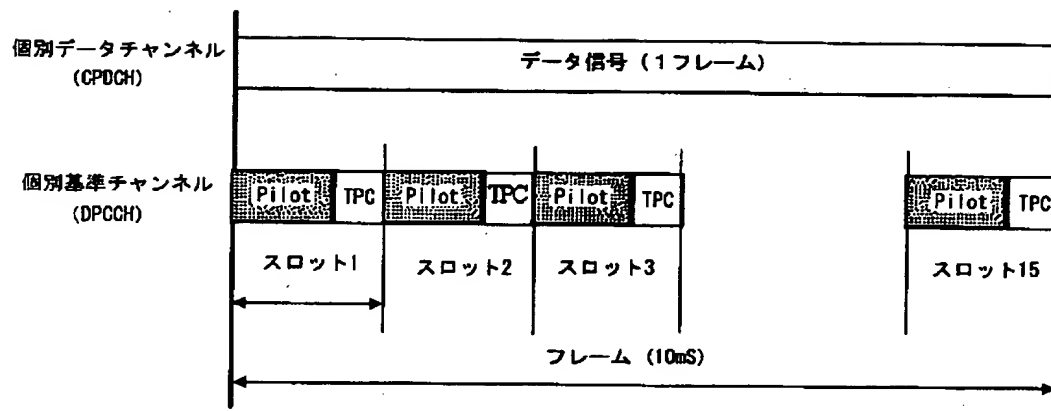 個別データチャンネル
(CPDCH)
データ信号 (1フレーム)
個別基準チャンネル
(DPCCH)
Pilot TPC Pilot TPC Pilot TPC Pilot TPC
スロット1 スロット2 スロット3 スロット15
フレーム (10mS)